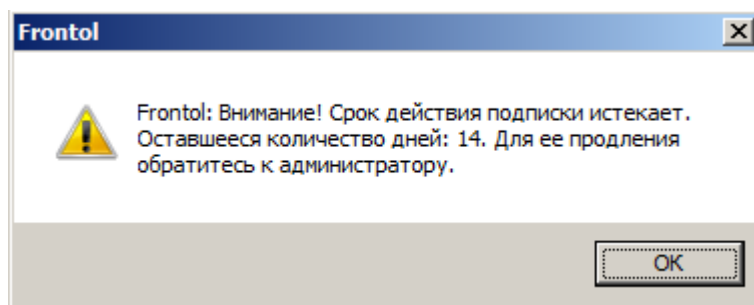 Frontol
Frontol: Внимание! Срок действия подписки истекает.
Оставшееся количество дней: 14. Для ее продления
обратитесь к администратору.
OK